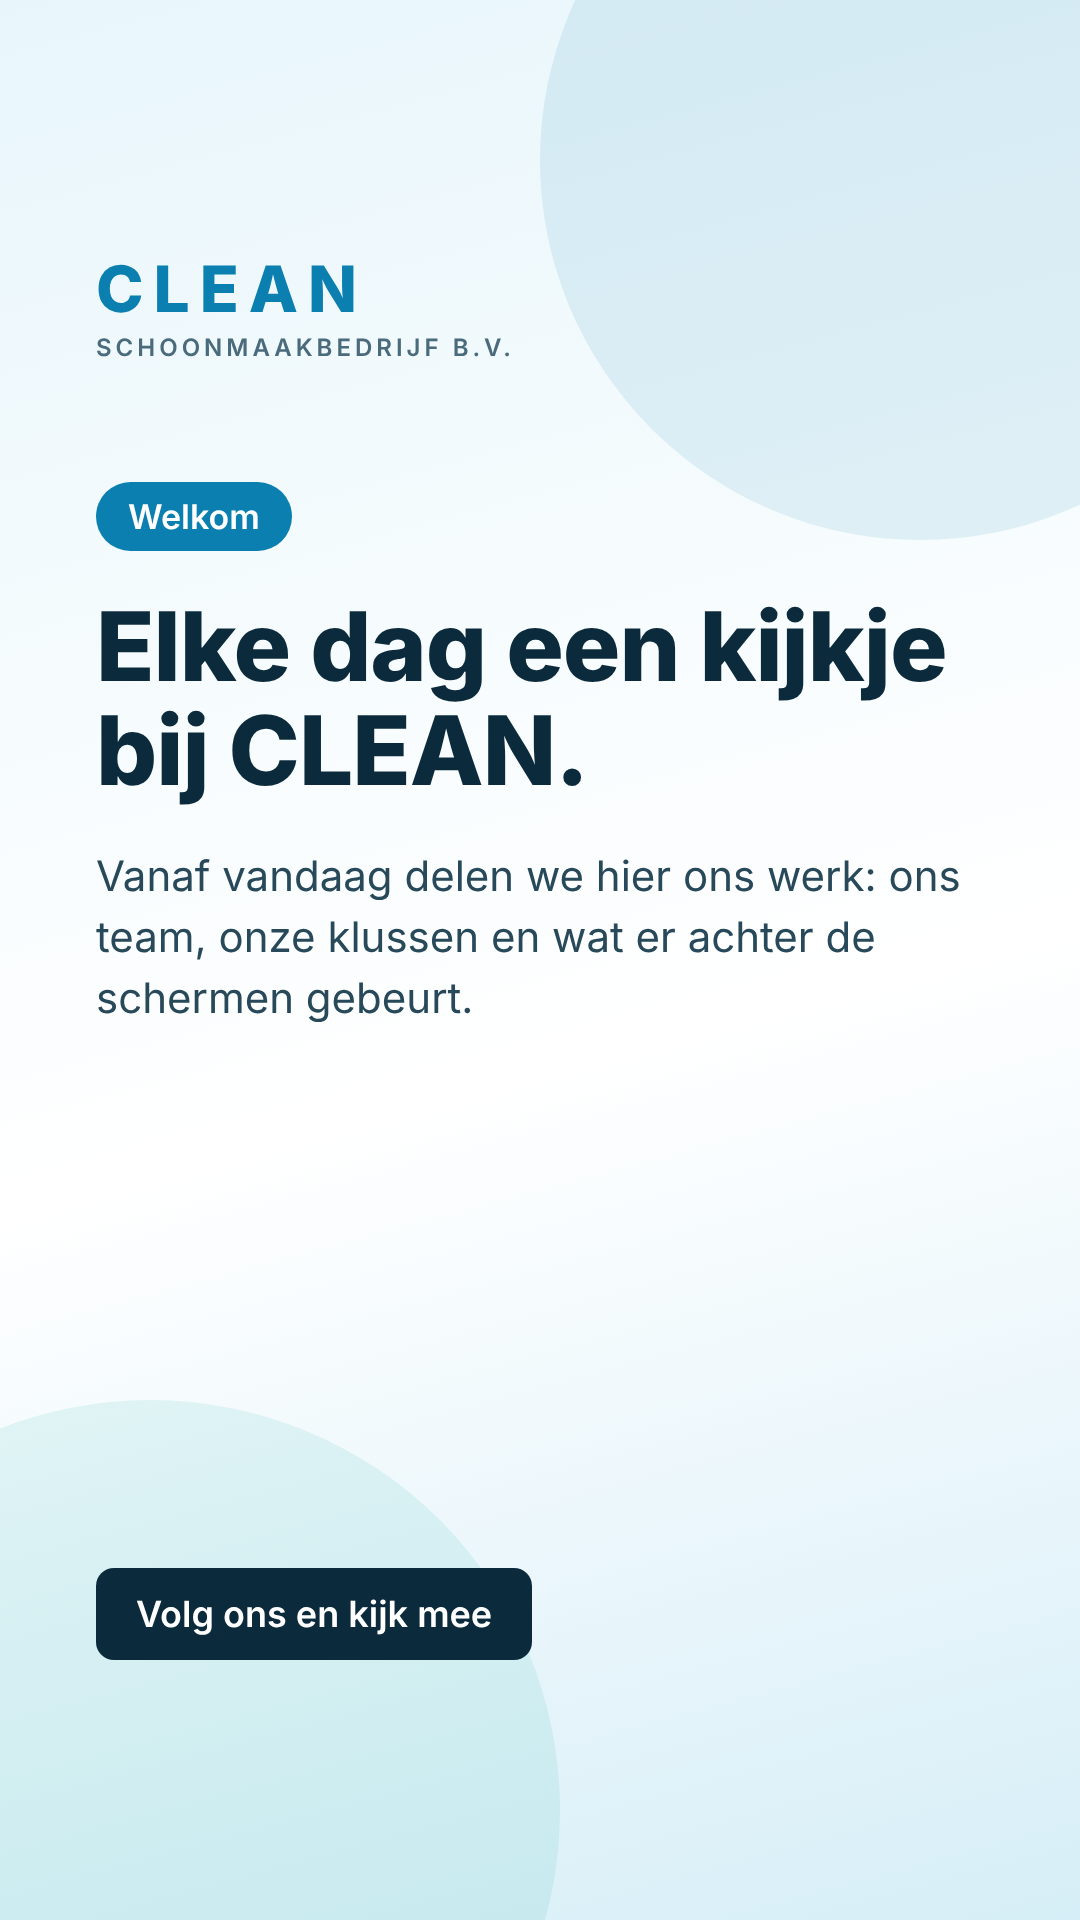 CLEAN
SCHOONMAAKBEDRIJF B.V.
Welkom
Elke dag een kijkje
bij CLEAN.
Vanaf vandaag delen we hier ons werk: ons
team, onze klussen en wat er achter de
schermen gebeurt.
Volg ons en kijk mee